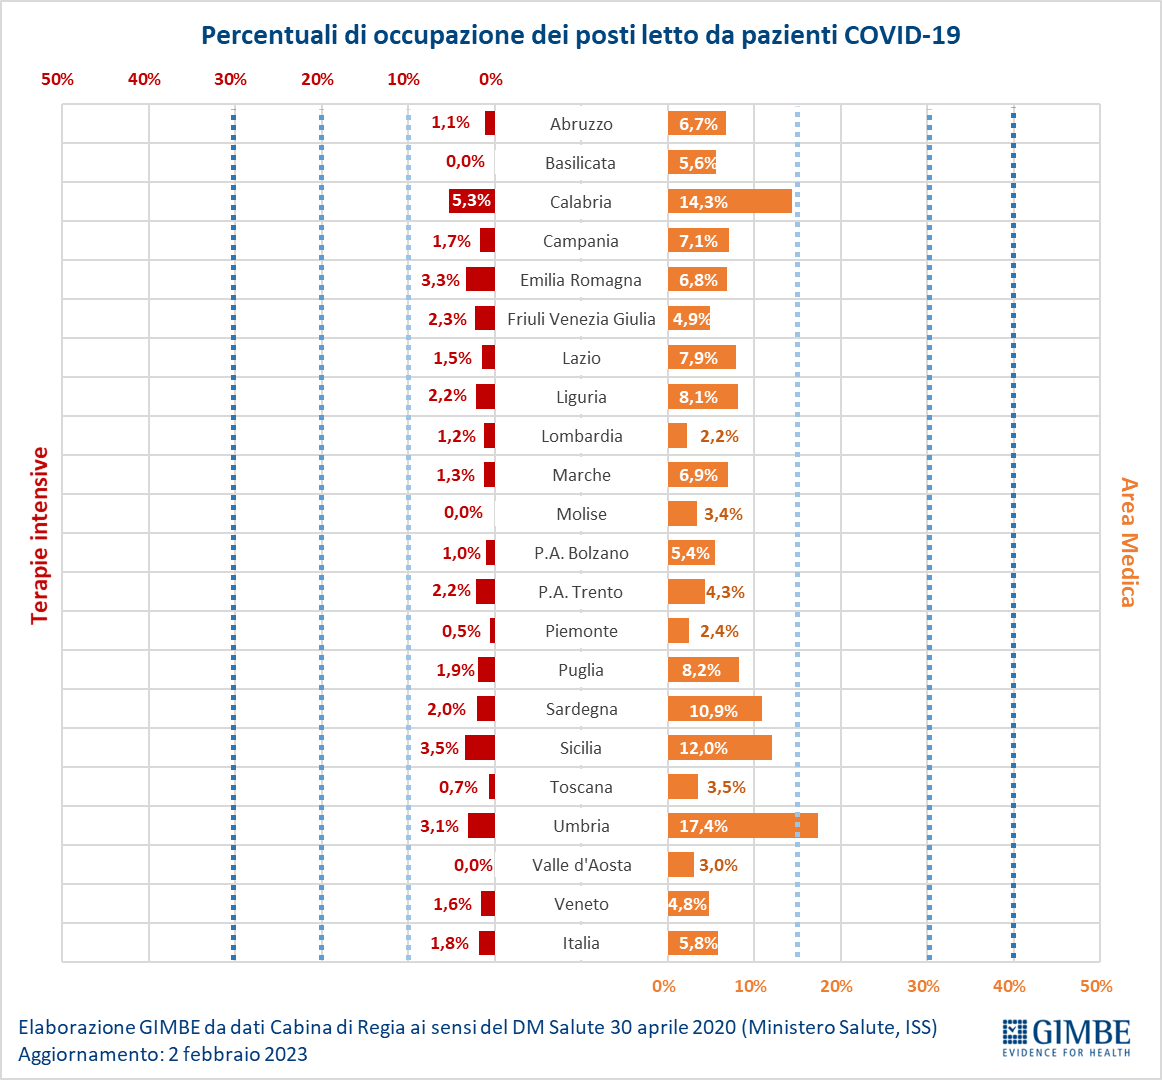 Percentuali di occupazione dei posti letto da pazienti COVID-19
50% 40% 30% 20% 10% 0%
1,1% Abruzzo 6,7%
0,0% Basilicata 5,6%
5,3% Calabria 14,3%
1,7% Campania 7,1%
3,3% Emilia Romagna 6,8%
2,3% Friuli Venezia Giulia 4,9%
1,5% Lazio 7,9%
2,2% Liguria 8,1%
1,2% Lombardia 2,2%
1,3% Marche 6,9%
0,0% Molise 3,4%
1,0% P.A. Bolzano 5,4%
2,2% P.A. Trento 4,3%
0,5% Piemonte 2,4%
1,9% Puglia 8,2%
2,0% Sardegna 10,9%
3,5% Sicilia 12,0%
0,7% Toscana 3,5%
3,1% Umbria 17,4%
0,0% Valle d'Aosta 3,0%
1,6% Veneto 4,8%
1,8% Italia 5,8%
Terapie intensive
Area Medica
0% 10% 20% 30% 40% 50%
Elaborazione GIMBE da dati Cabina di Regia ai sensi del DM Salute 30 aprile 2020 (Ministero Salute, ISS)
Aggiornamento: 2 febbraio 2023
GIMBE
EVIDENCE FOR HEALTH